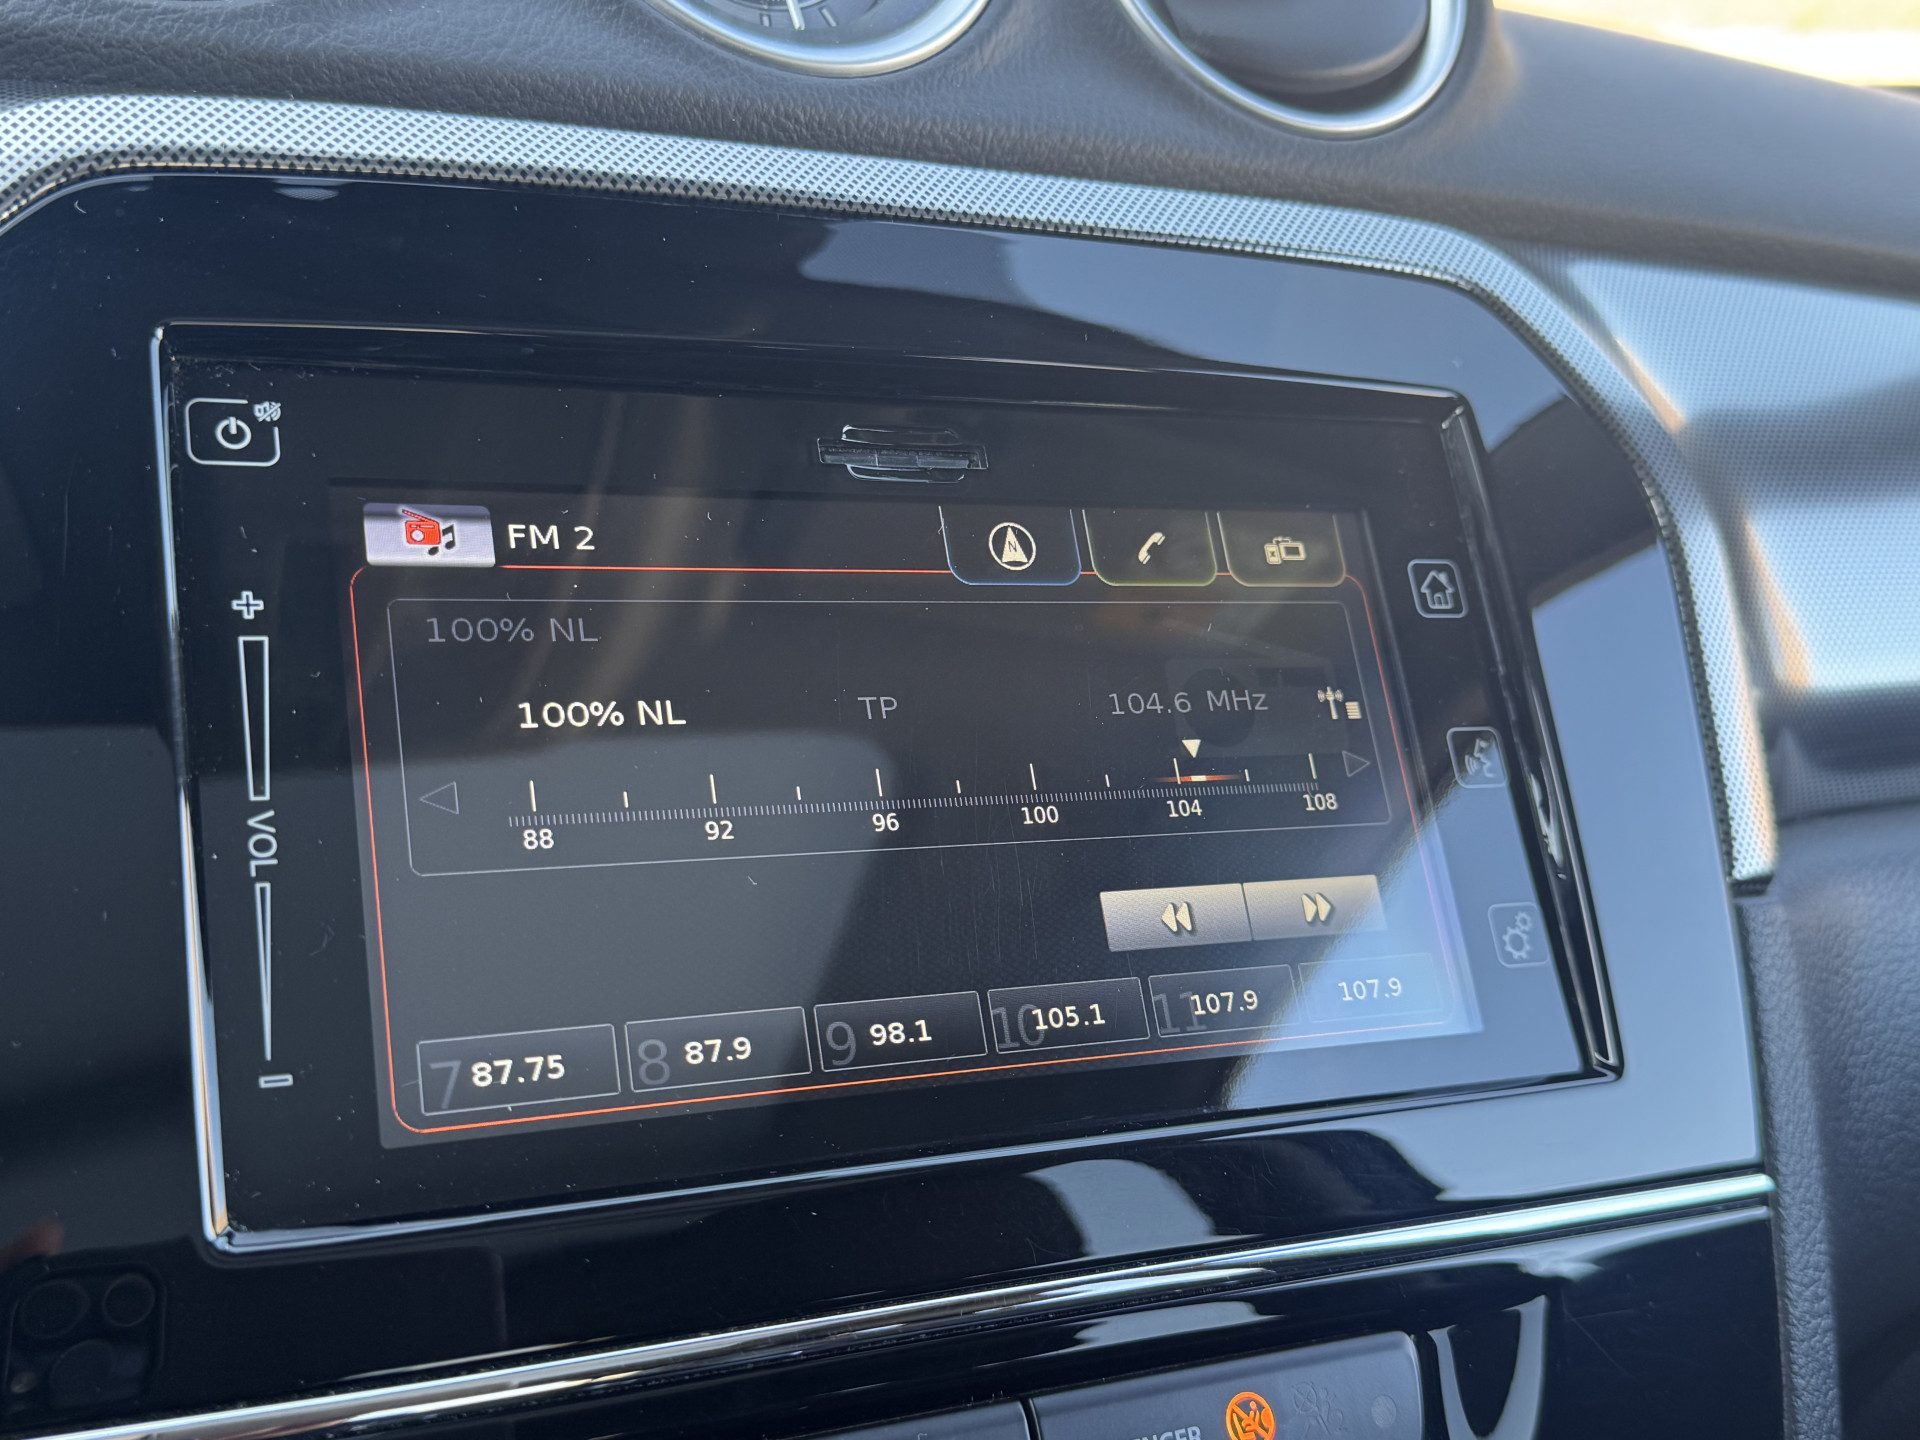 FM 2
N
100% NL
100% NL TP 104.6 MHz
88 92 96 100 104 108
7 87.75 8 87.9 9 98.1 10 105.1 11 107.9 107.9
VOL